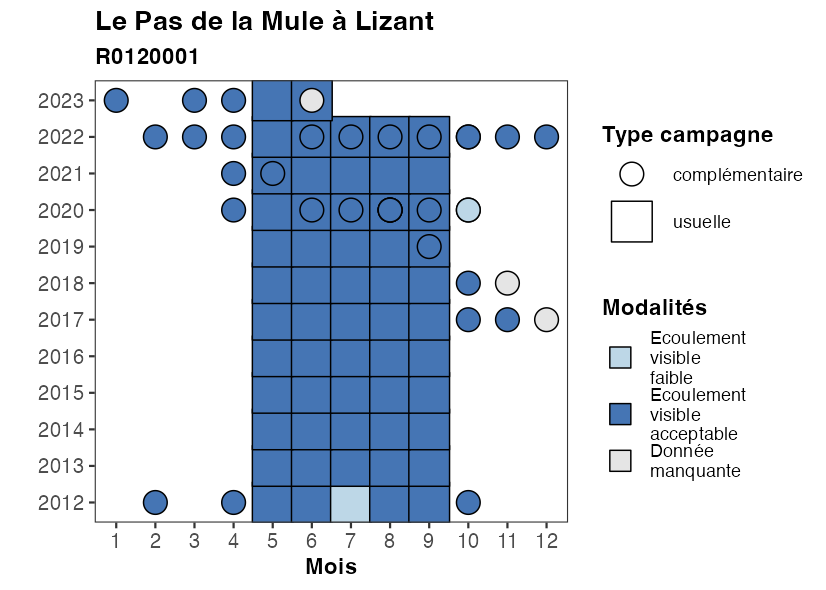 Le Pas de la Mule à Lizant
R0120001
2023
2022
2021
2020
2019
2018
2017
2016
2015
2014
2013
2012
1 2 3 4 5 6 7 8 9 10 11 12
Mois
Type campagne
complémentaire
usuelle
Modalités
Ecoulement
visible
faible
Ecoulement
visible
acceptable
Donnée
manquante